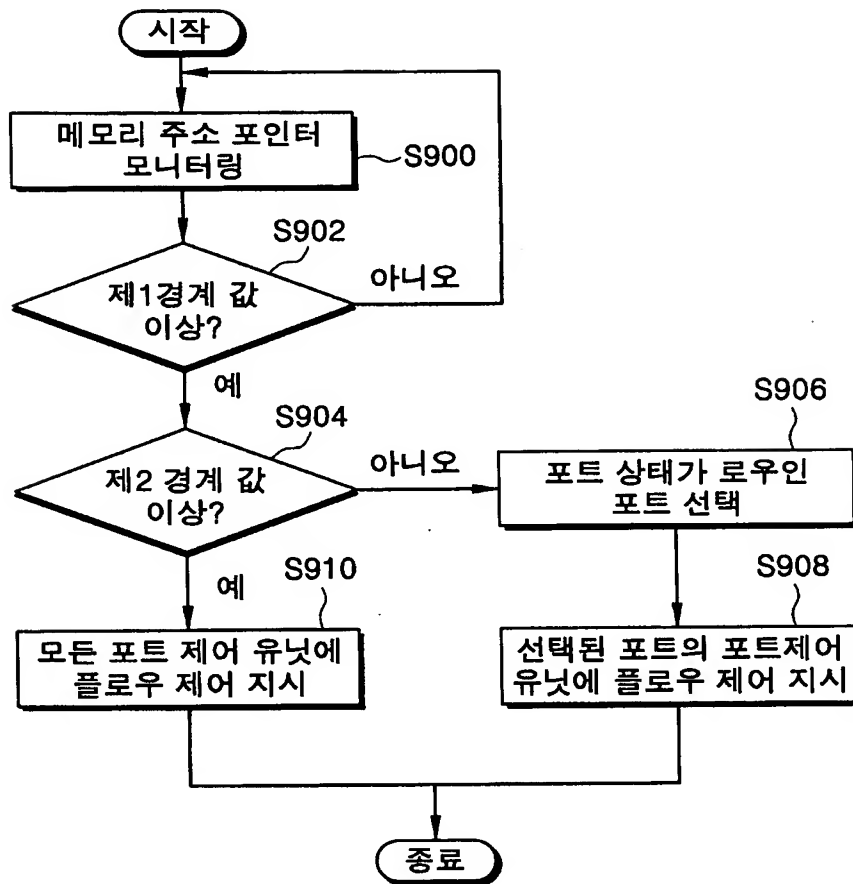 시작
메모리 주소 포인터
모니터링
S900
S902
제1경계 값
이상?
아니오
예
S904
제2 경계 값
이상?
아니오
S906
포트 상태가 로우인
포트 선택
예
S910
모든 포트 제어 유닛에
플로우 제어 지시
S908
선택된 포트의 포트제어
유닛에 플로우 제어 지시
종료